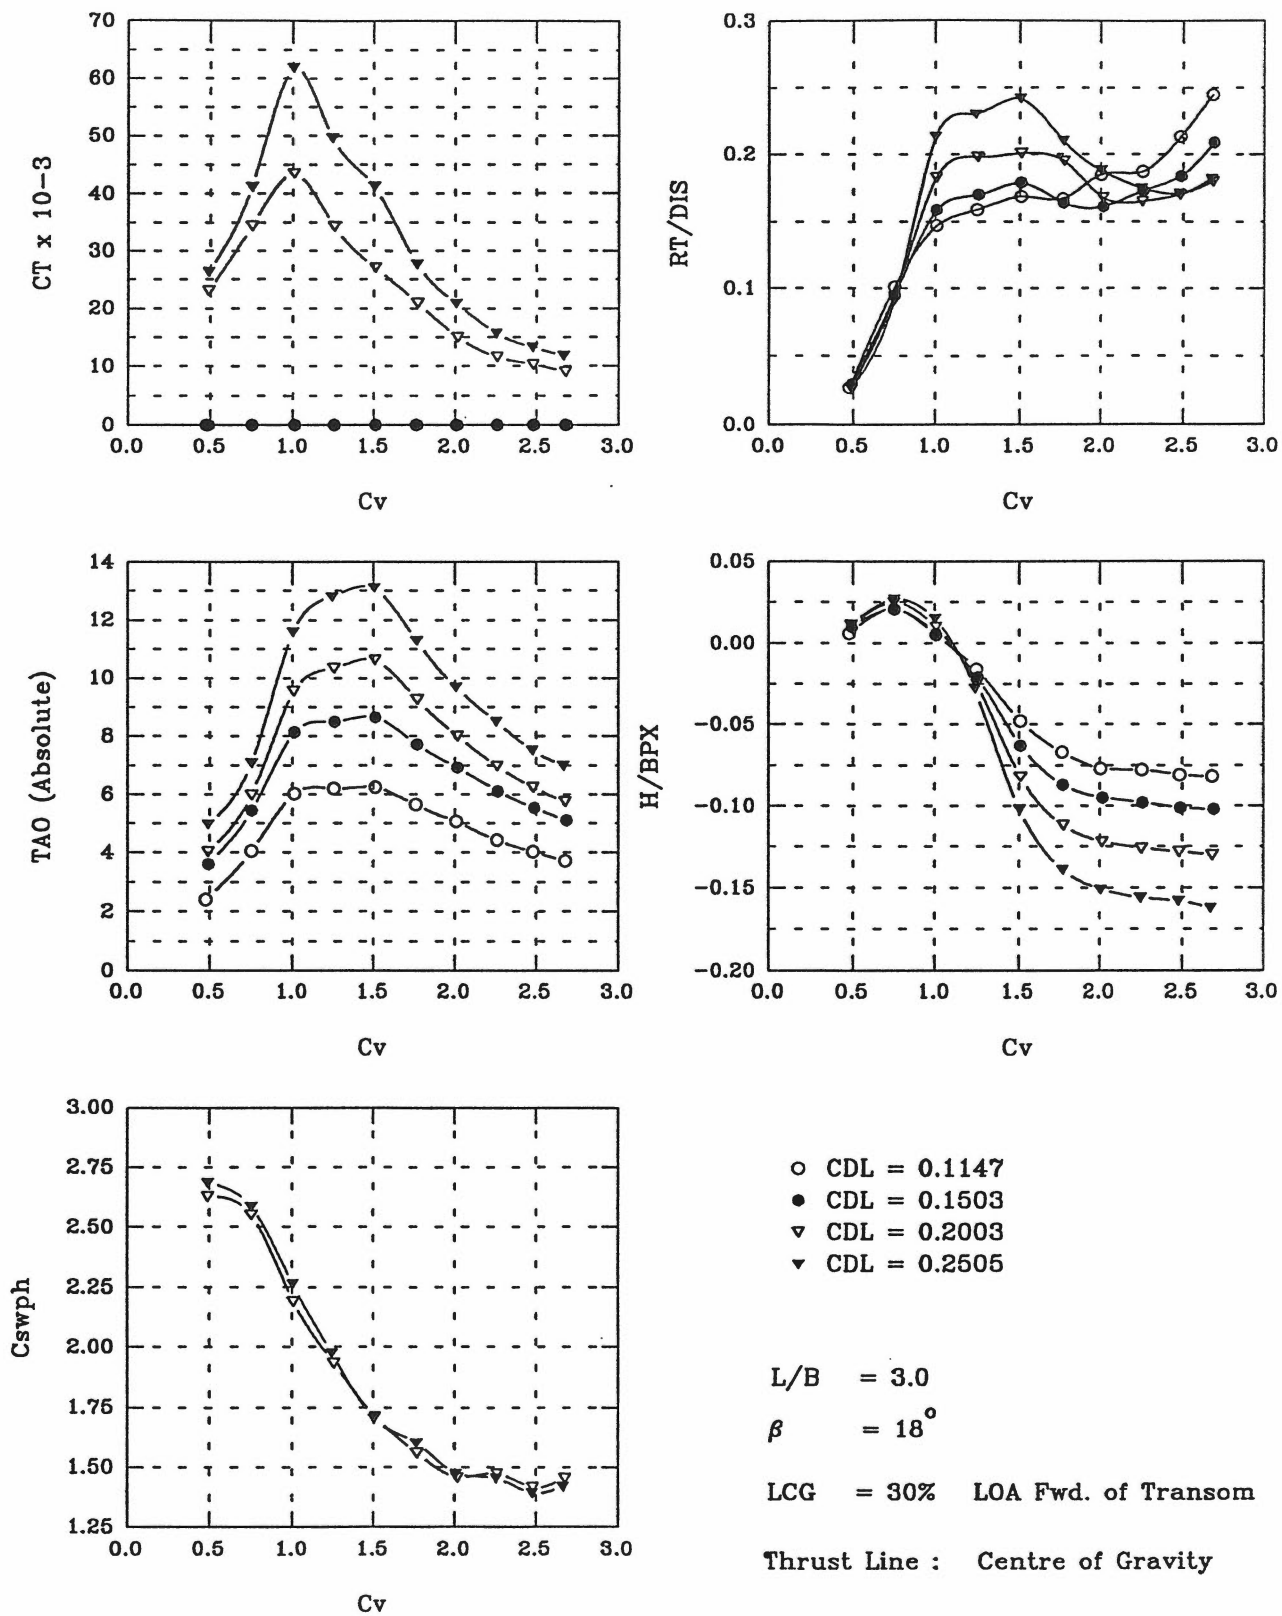 70
60
50
40
30
20
10
0
CT x 10-3
0.0 0.5 1.0 1.5 2.0 2.5 3.0
Cv
0.3
0.2
0.1
0.0
RT/DIS
0.0 0.5 1.0 1.5 2.0 2.5 3.0
Cv
14
12
10
8
6
4
2
0
TAO (Absolute)
0.0 0.5 1.0 1.5 2.0 2.5 3.0
Cv
0.05
0.00
-0.05
-0.10
-0.15
-0.20
H/BPX
0.0 0.5 1.0 1.5 2.0 2.5 3.0
Cv
3.00
2.75
2.50
2.25
2.00
1.75
1.50
1.25
Cswph
0.0 0.5 1.0 1.5 2.0 2.5 3.0
Cv
CDL = 0.1147
CDL = 0.1503
CDL = 0.2003
CDL = 0.2505
L/B = 3.0
β = 18°
LCG = 30% LOA Fwd. of Transom
Thrust Line : Centre of Gravity